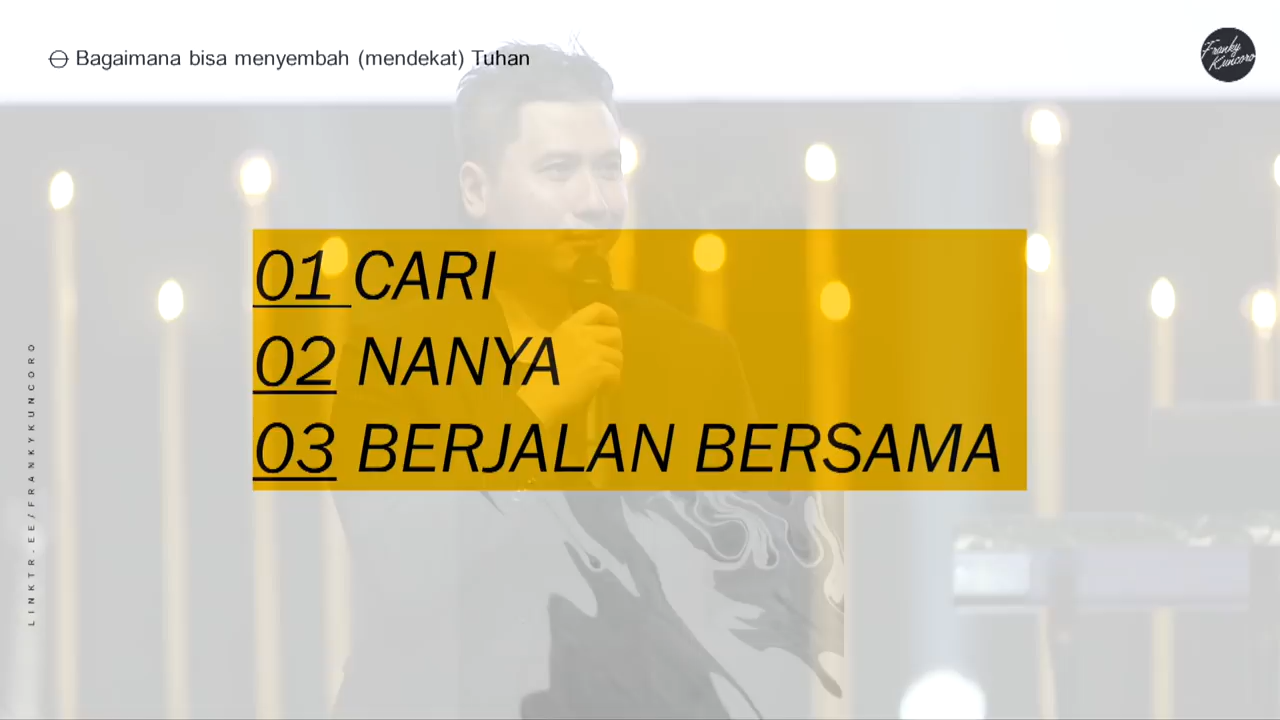 Bagaimana bisa menyembah (mendekat) Tuhan
Franky
Kuncoro
01 CARI
02 NANYA
03 BERJALAN BERSAMA
LINKTR.EE/FRANKYKUNCORO